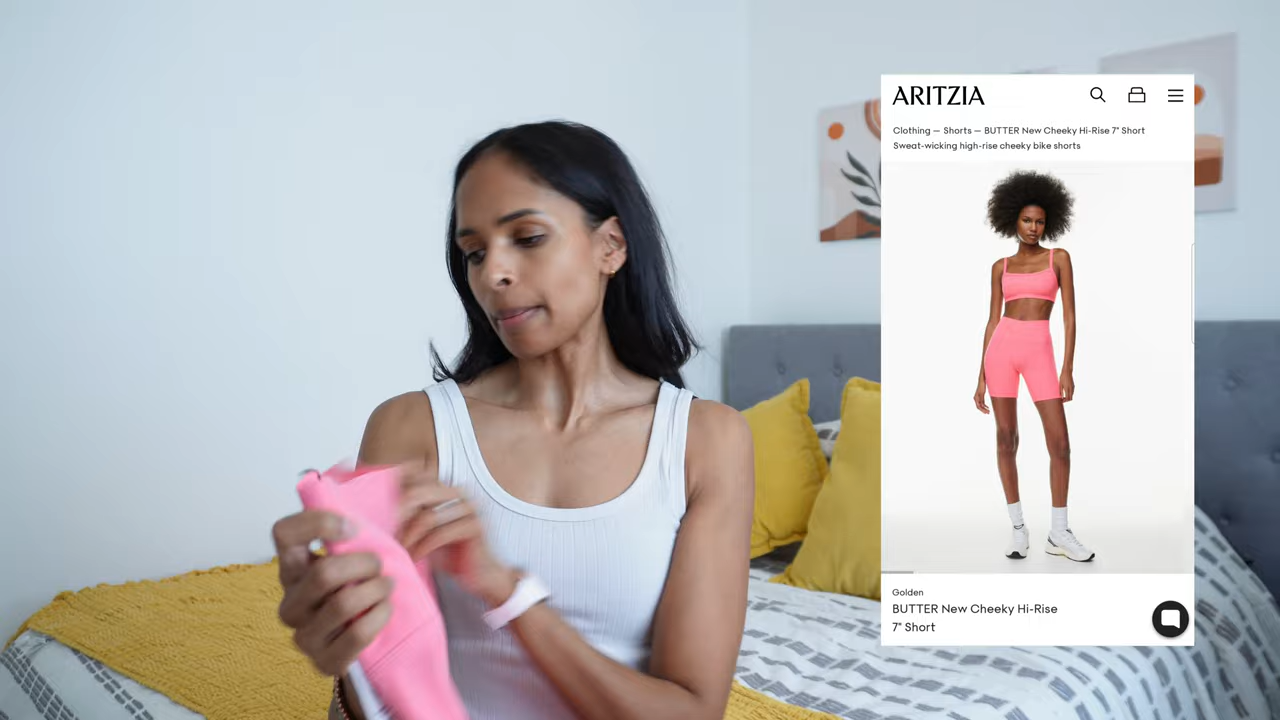 ARITZIA
Clothing — Shorts — BUTTER New Cheeky Hi-Rise 7" Short
Sweat-wicking high-rise cheeky bike shorts
Golden
BUTTER New Cheeky Hi-Rise
7" Short